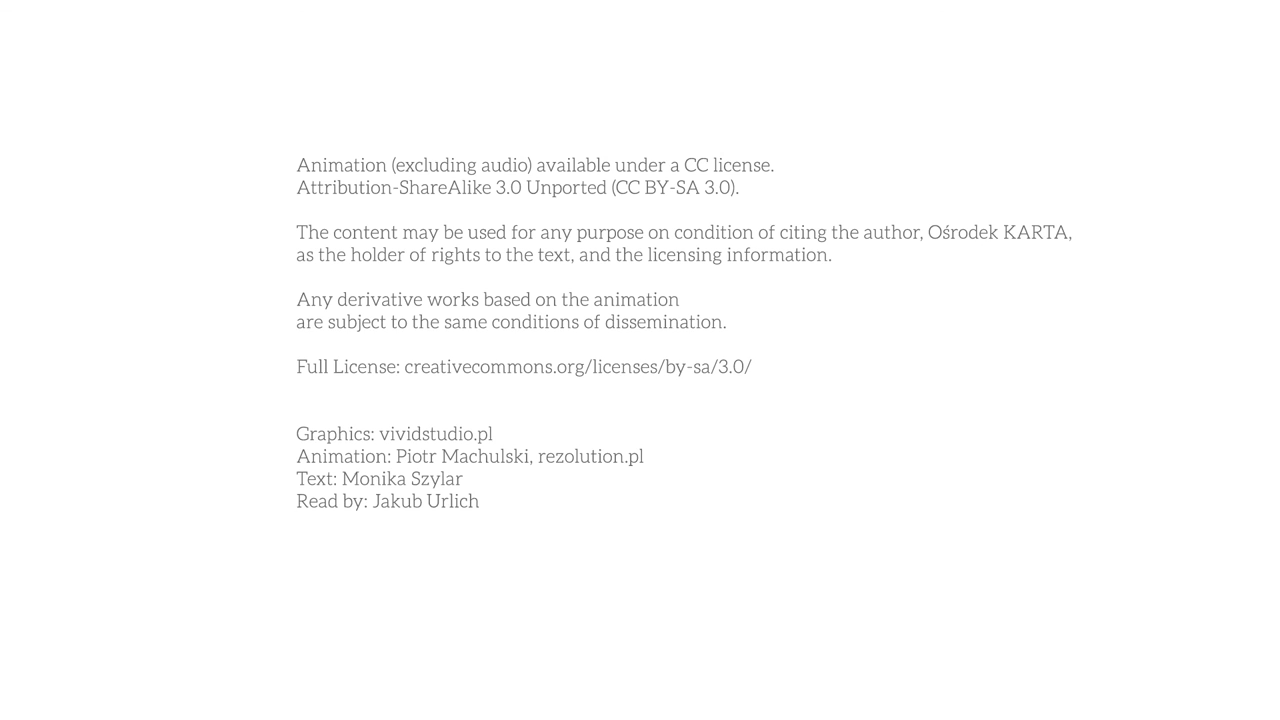 Animation (excluding audio) available under a CC license.
Attribution-ShareAlike 3.0 Unported (CC BY-SA 3.0).
The content may be used for any purpose on condition of citing the author, Ośrodek KARTA,
as the holder of rights to the text, and the licensing information.
Any derivative works based on the animation
are subject to the same conditions of dissemination.
Full License: creativecommons.org/licenses/by-sa/3.0/
Graphics: vividstudio.pl
Animation: Piotr Machulski, rezolution.pl
Text: Monika Szylar
Read by: Jakub Urlich